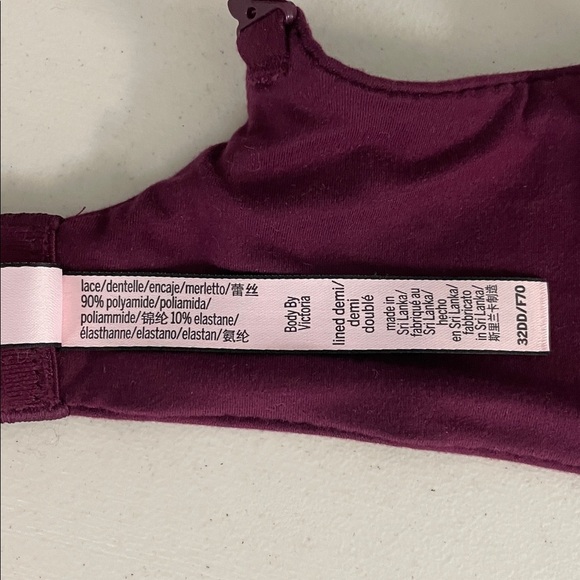 lace/dentelle/encaje/merletto/蕾丝
90% polyamide/poliamida/
poliammide/锦纶 10% elastane/
élasthanne/elastano/elastan/氨纶
Body By
Victoria
lined demi/
demi
doublé
made in
Sri Lanka/
fabriqué au
Sri Lanka/
hecho
en Sri Lanka/
fabbricato
in Sri Lanka/
斯里兰卡制造
32DD/F70